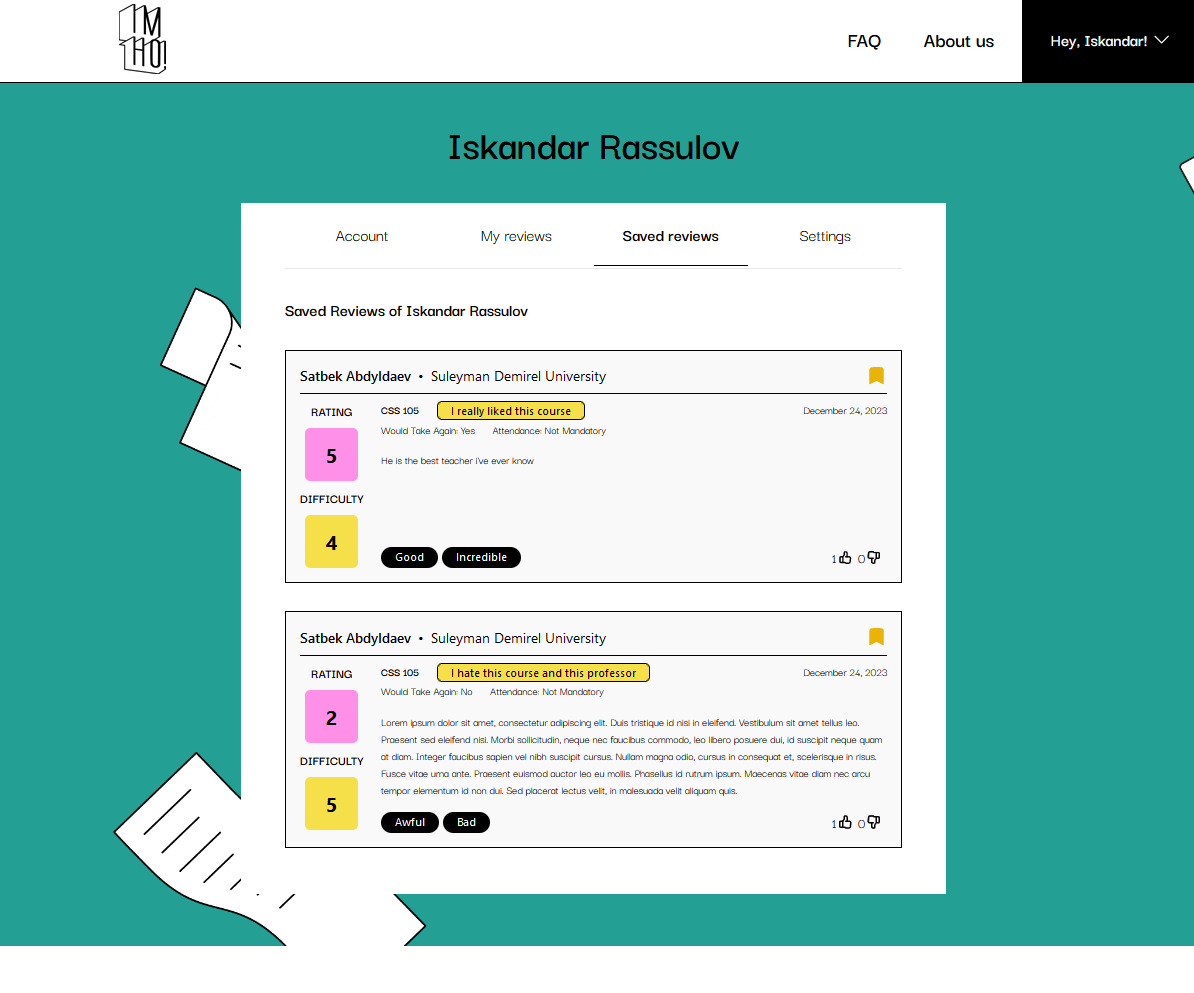 IM
HO!
FAQ
About us
Hey, Iskandar!
Iskandar Rassulov
Account
My reviews
Saved reviews
Settings
Saved Reviews of Iskandar Rassulov
Satbek Abdyldaev • Suleyman Demirel University
RATING
5
DIFFICULTY
4
CSS 105
I really liked this course
December 24, 2023
Would Take Again: Yes
Attendance: Not Mandatory
He is the best teacher i've ever know
Good
Incredible
1
0
Satbek Abdyldaev • Suleyman Demirel University
RATING
2
DIFFICULTY
5
CSS 105
I hate this course and this professor
December 24, 2023
Would Take Again: No
Attendance: Not Mandatory
Lorem ipsum dolor sit amet, consectetur adipiscing elit. Duis tristique id nisi in eleifend. Vestibulum sit amet tellus leo.
Praesent sed eleifend nisi. Morbi sollicitudin, neque nec faucibus commodo, leo libero posuere dui, id suscipit neque quam
at diam. Integer faucibus sapien vel nibh suscipit cursus. Nullam magna odio, cursus in consequat et, scelerisque in risus.
Fusce vitae urna ante. Praesent euismod auctor leo eu mollis. Phasellus id rutrum ipsum. Maecenas vitae diam nec arcu
tempor elementum id non dui. Sed placerat lectus velit, in malesuada velit aliquam quis.
Awful
Bad
1
0